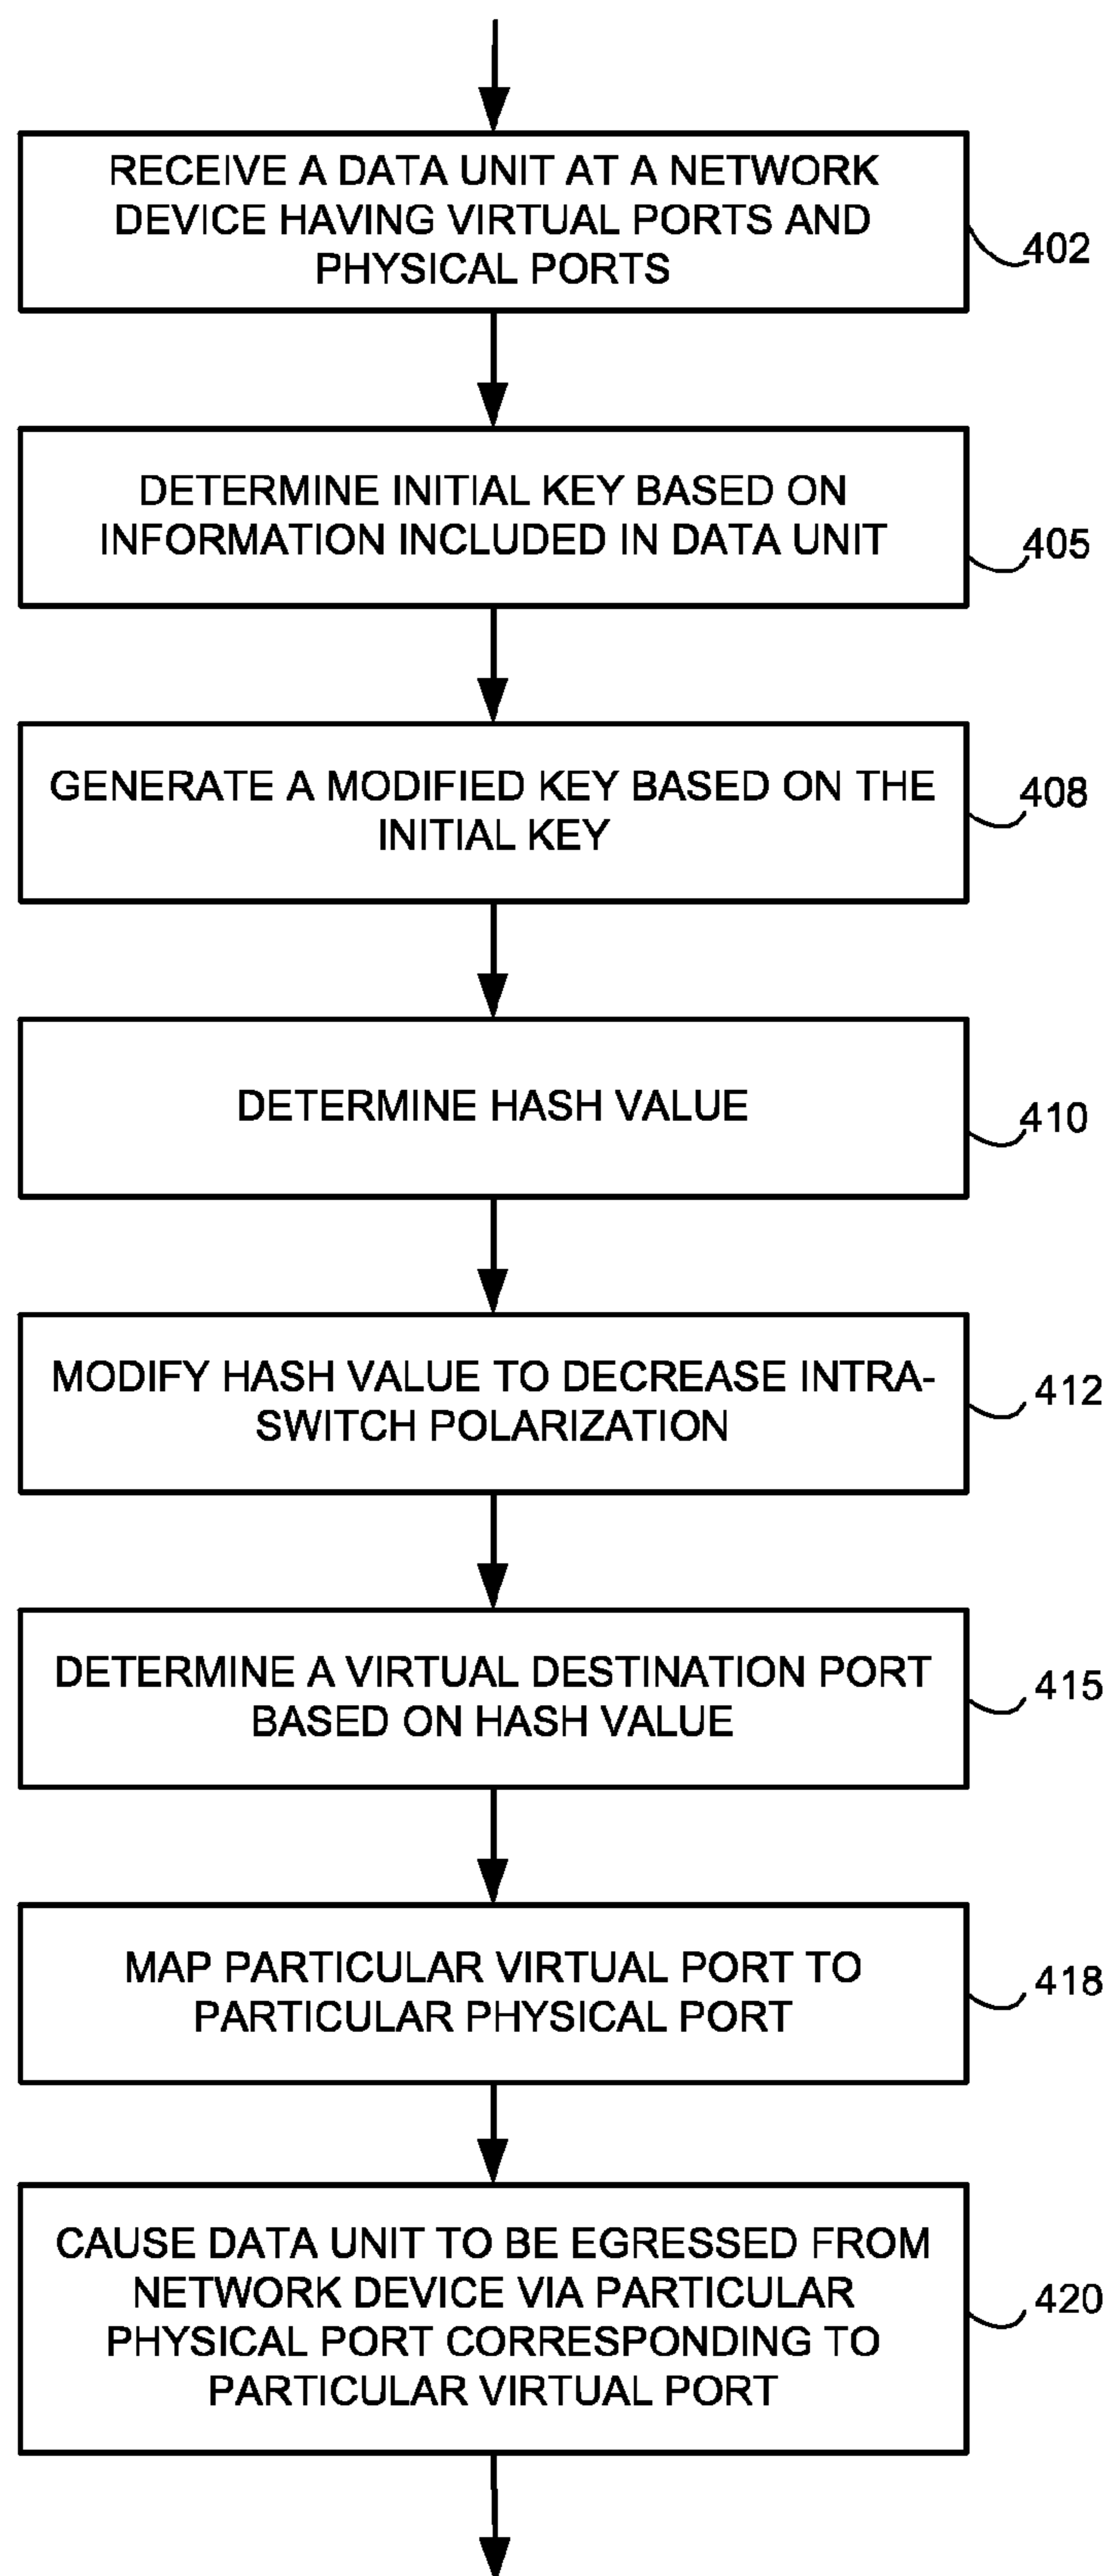 RECEIVE A DATA UNIT AT A NETWORK
DEVICE HAVING VIRTUAL PORTS AND
PHYSICAL PORTS
402
DETERMINE INITIAL KEY BASED ON
INFORMATION INCLUDED IN DATA UNIT
405
GENERATE A MODIFIED KEY BASED ON THE
INITIAL KEY
408
DETERMINE HASH VALUE
410
MODIFY HASH VALUE TO DECREASE INTRA-
SWITCH POLARIZATION
412
DETERMINE A VIRTUAL DESTINATION PORT
BASED ON HASH VALUE
415
MAP PARTICULAR VIRTUAL PORT TO
PARTICULAR PHYSICAL PORT
418
CAUSE DATA UNIT TO BE EGRESSED FROM
NETWORK DEVICE VIA PARTICULAR
PHYSICAL PORT CORRESPONDING TO
PARTICULAR VIRTUAL PORT
420